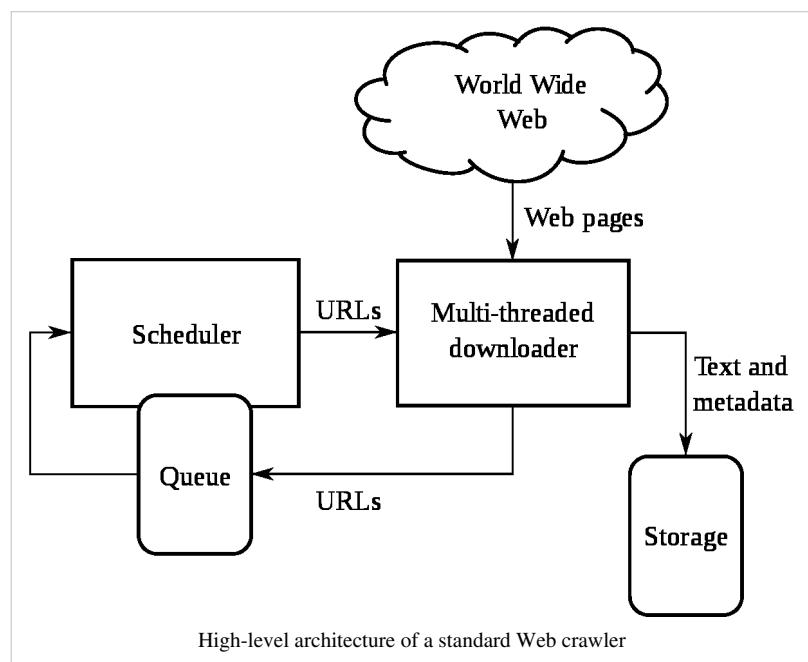 World Wide
Web
Web pages
Scheduler
URLs
Multi-threaded
downloader
Text and
metadata
Queue
URLs
Storage
High-level architecture of a standard Web crawler